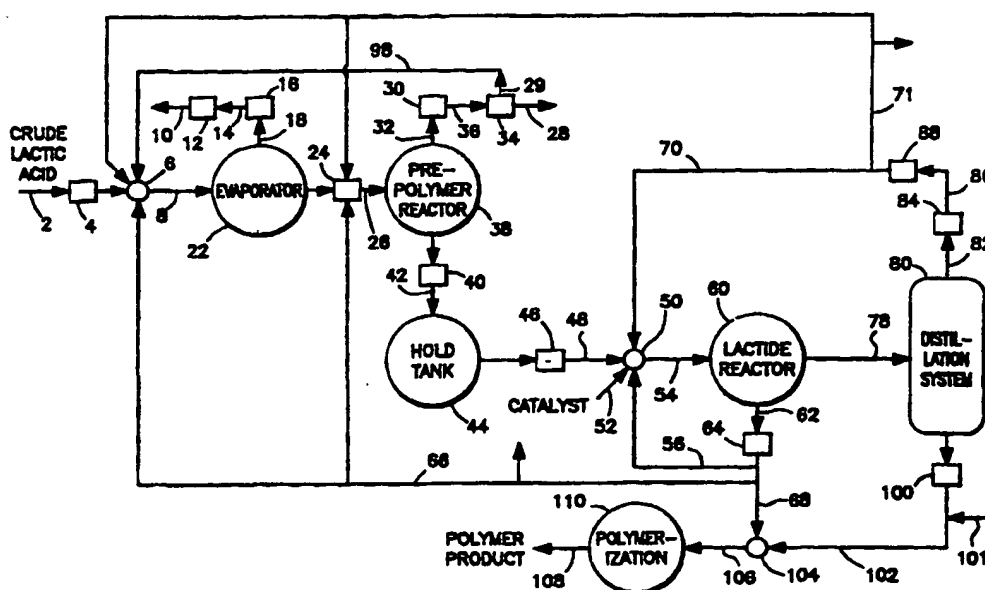 98
16
29
30
10
12
14
18
36
34
28
32
71
88
86
CRUDE
LACTIC
ACID
6
24
PRE-
POLYMER
REACTOR
70
84
82
2
4
8
EVAPORATOR
22
26
38
80
42
40
60
50
78
HOLD
TANK
46
48
LACTIDE
REACTOR
DISTIL-
LATION
SYSTEM
44
CATALYST
52
54
62
64
56
66
100
110
68
POLYMER
PRODUCT
POLYMER-
IZATION
108
106
104
102
101